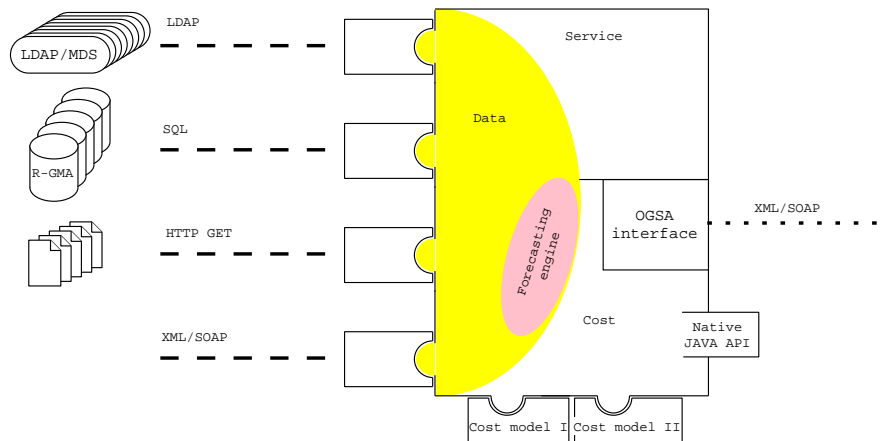 LDAP
LDAP/MDS
Service
Data
SQL
R-GMA
HTTP GET
Forecasting
engine
OGSA
interface
XML/SOAP
XML/SOAP
Cost
Native
JAVA API
Cost model I
Cost model II